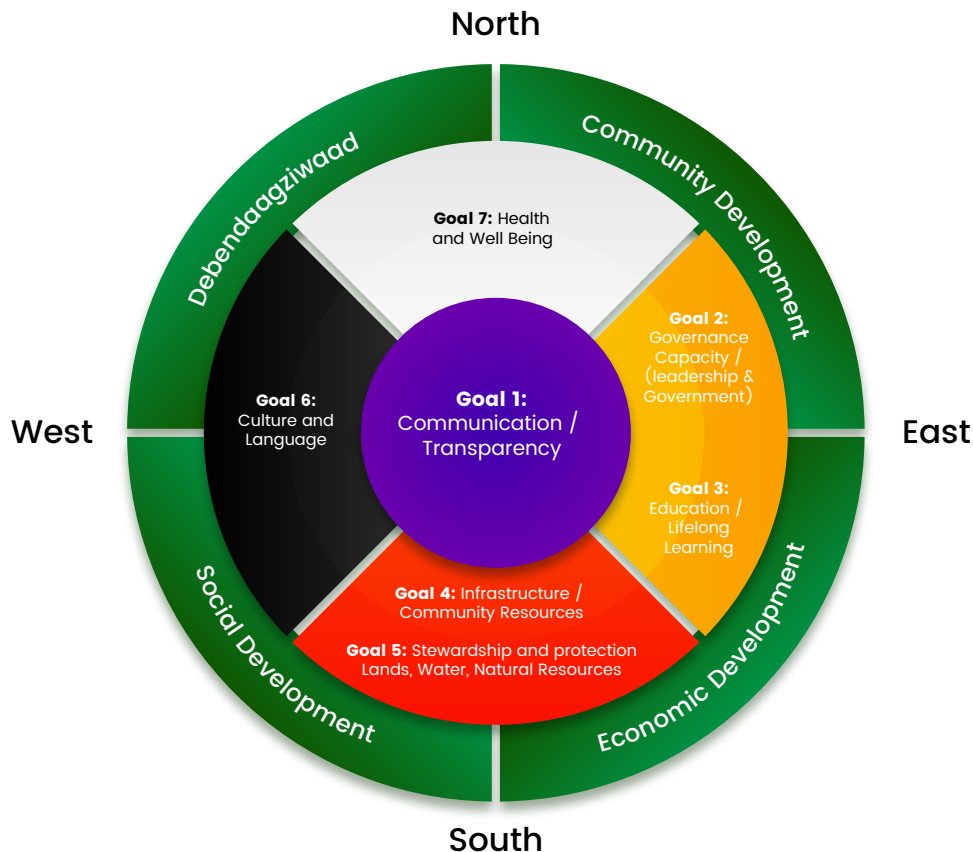 North
Debendaagziwaad
Community Development
Goal 7: Health
and Well Being
Goal 2:
Governance
Capacity /
(leadership &
Government)
Goal 6:
Culture and
Language
Goal 1:
Communication /
Transparency
West
East
Goal 3:
Education /
Lifelong
Learning
Goal 4: Infrastructure /
Community Resources
Goal 5: Stewardship and protection
Lands, Water, Natural Resources
Social Development
Economic Development
South